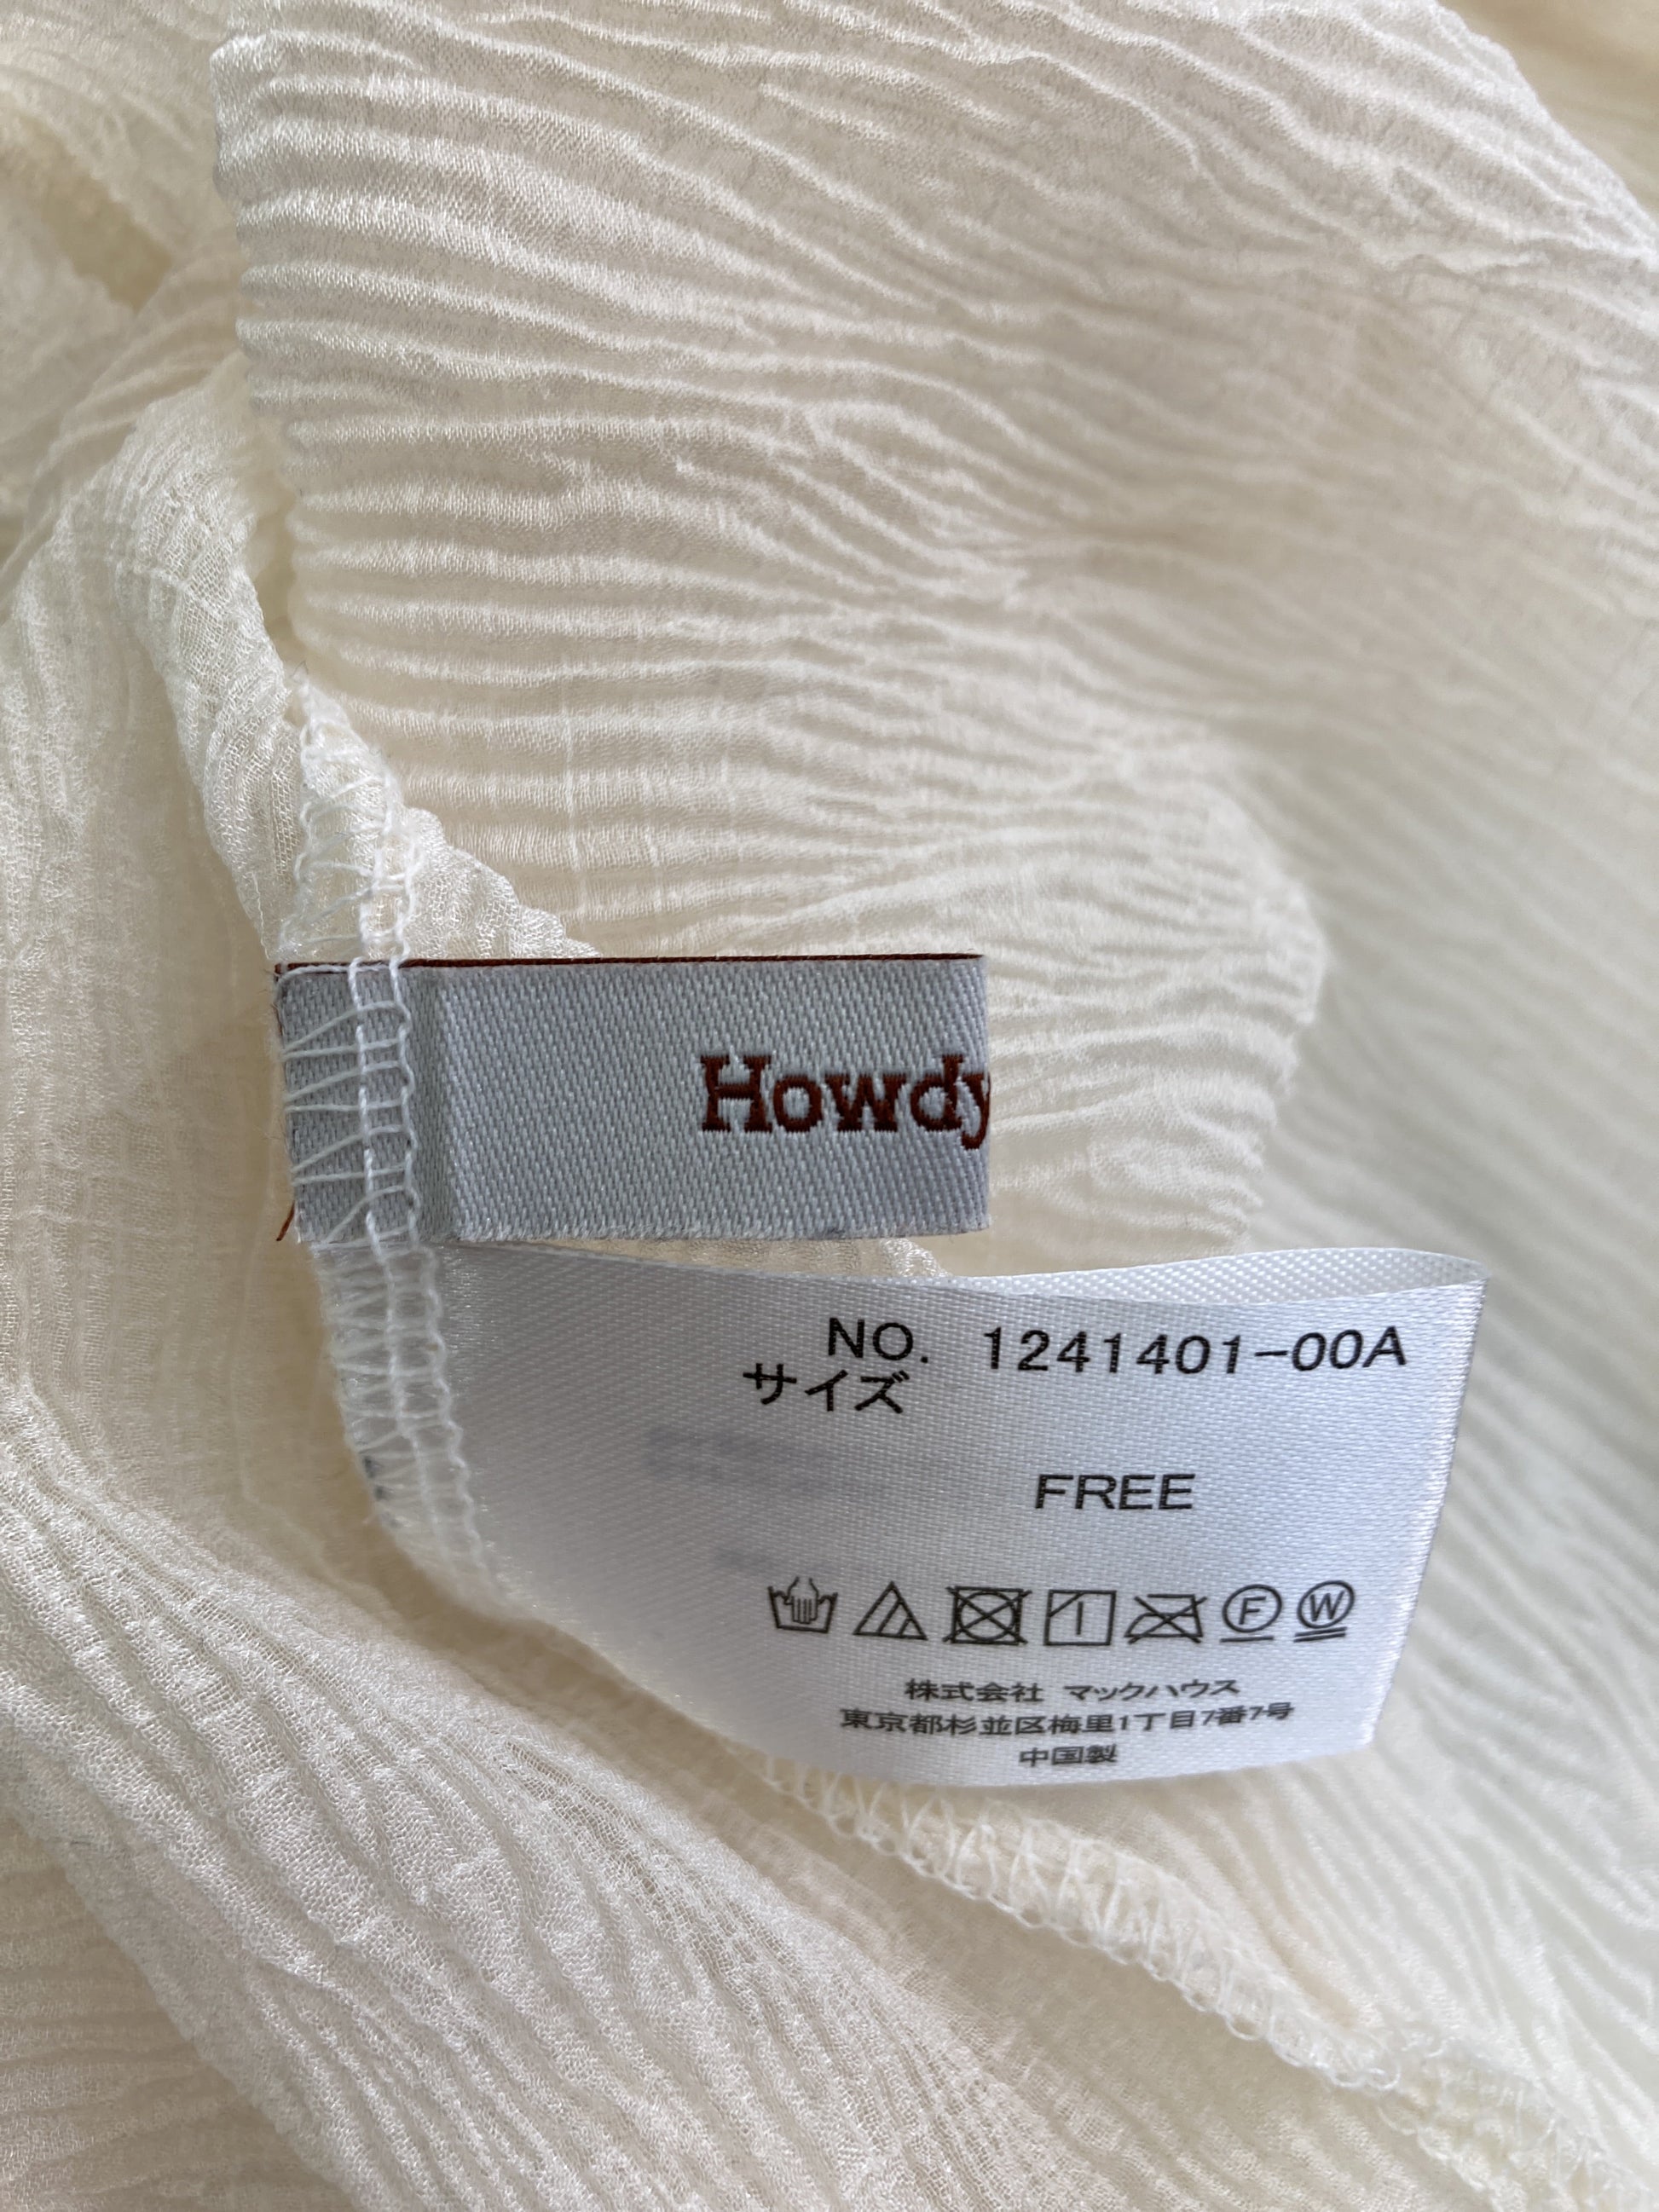 Howdy
NO. 1241401-00A
サイズ
FREE
F W
株式会社 マックハウス
東京都杉並区梅里1丁目7番7号
中国製